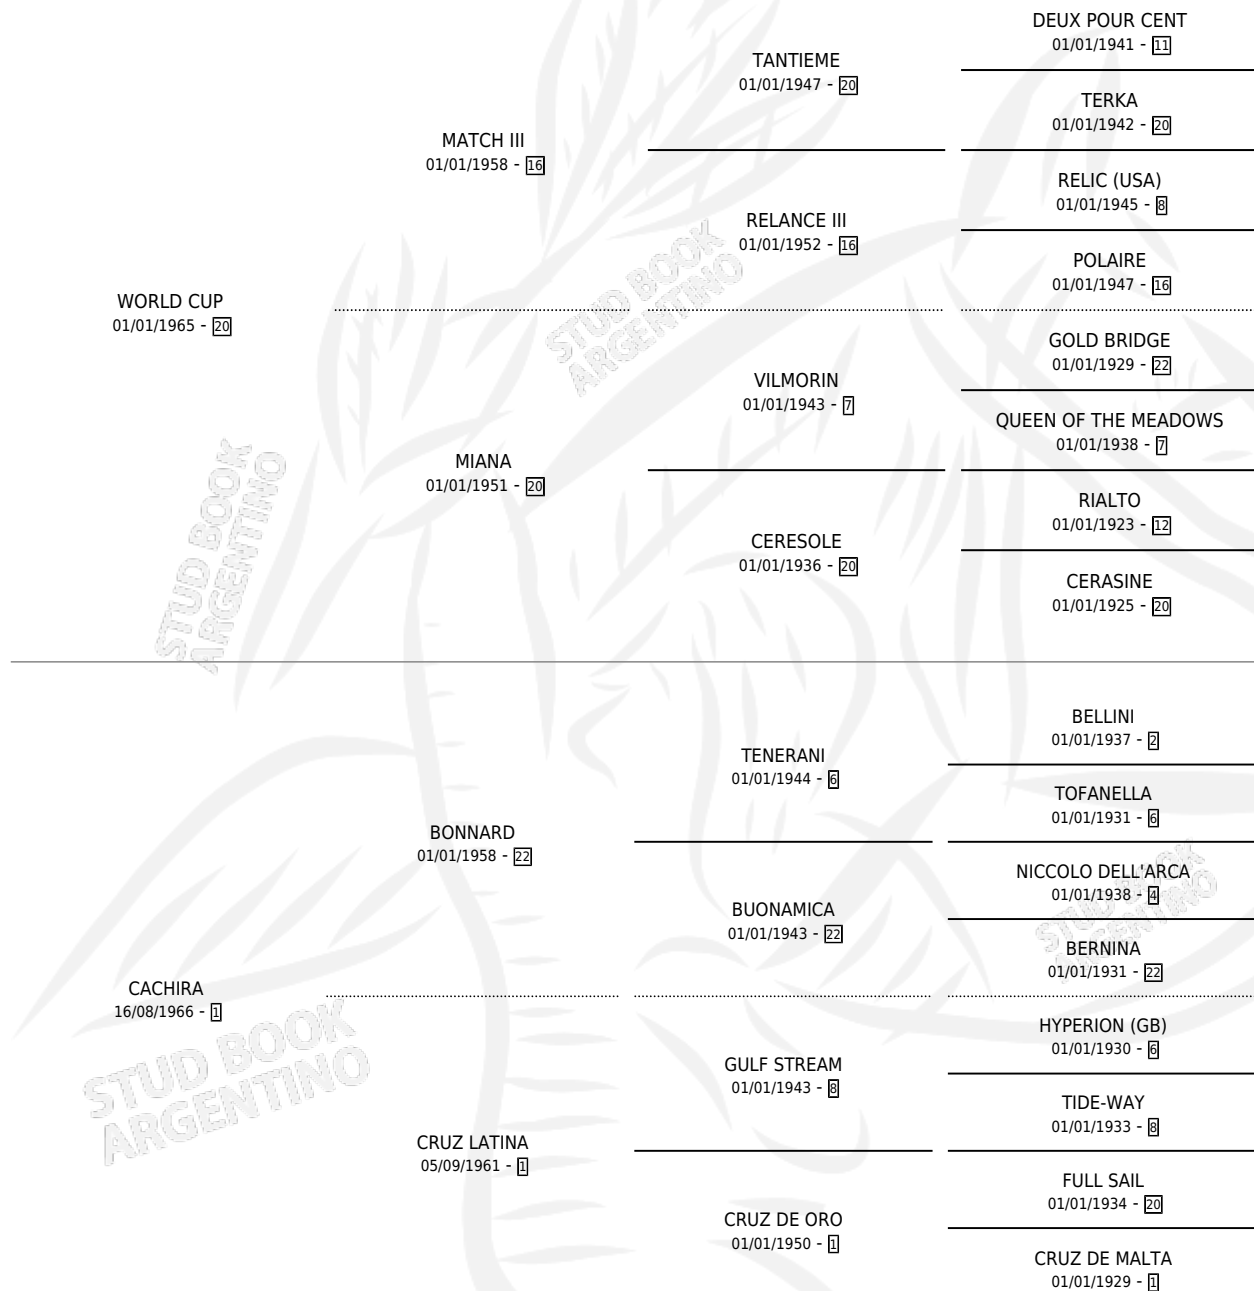 DEUX POUR CENT
01/01/1941 - 11
TANTIEME
01/01/1947 - 20
TERKA
01/01/1942 - 20
MATCH III
01/01/1958 - 16
RELIC (USA)
01/01/1945 - 8
RELANCE III
01/01/1952 - 16
POLAIRE
01/01/1947 - 16
WORLD CUP
01/01/1965 - 20
GOLD BRIDGE
01/01/1929 - 22
VILMORIN
01/01/1943 - 7
QUEEN OF THE MEADOWS
01/01/1938 - 7
MIANA
01/01/1951 - 20
RIALTO
01/01/1923 - 12
CERESOLE
01/01/1936 - 20
CERASINE
01/01/1925 - 20
BELLINI
01/01/1937 - 2
TENERANI
01/01/1944 - 6
TOFANELLA
01/01/1931 - 6
BONNARD
01/01/1958 - 22
NICCOLO DELL'ARCA
01/01/1938 - 4
BUONAMICA
01/01/1943 - 22
BERNINA
01/01/1931 - 22
CACHIRA
16/08/1966 - 1
HYPERION (GB)
01/01/1930 - 6
GULF STREAM
01/01/1943 - 8
TIDE-WAY
01/01/1933 - 8
CRUZ LATINA
05/09/1961 - 1
FULL SAIL
01/01/1934 - 20
CRUZ DE ORO
01/01/1950 - 1
CRUZ DE MALTA
01/01/1929 - 1
STUD BOOK
ARGENTINO
STUD BOOK
ARGENTINO
STUD BOOK
ARGENTINO
STUD BOOK
ARGENTINO